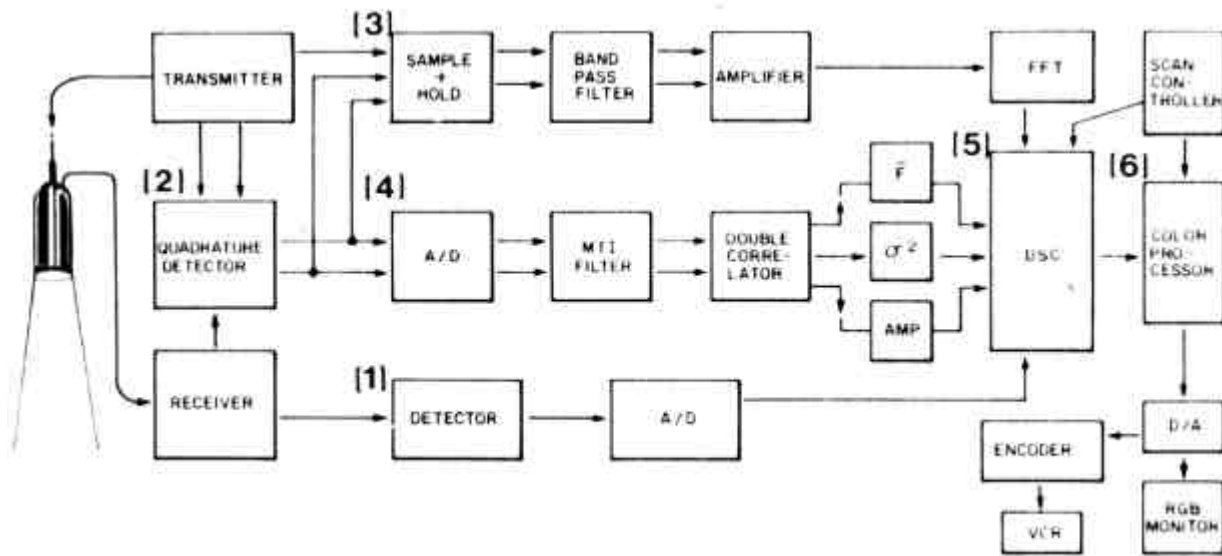 [3]
TRANSMITTER
SAMPLE
+
HOLD
BAND
PASS
FILTER
AMPLIFIER
FFT
SCAN
CON-
TROLLER
[2]
QUADRATURE
DETECTOR
[4]
A/D
MTI
FILTER
DOUBLE
CORRE-
LATOR
F̄
σ²
AMP
[5]
DSC
[6]
COLOR
PRO-
CESSOR
RECEIVER
[1]
DETECTOR
A/D
D/A
ENCODER
VCR
RGB
MONITOR